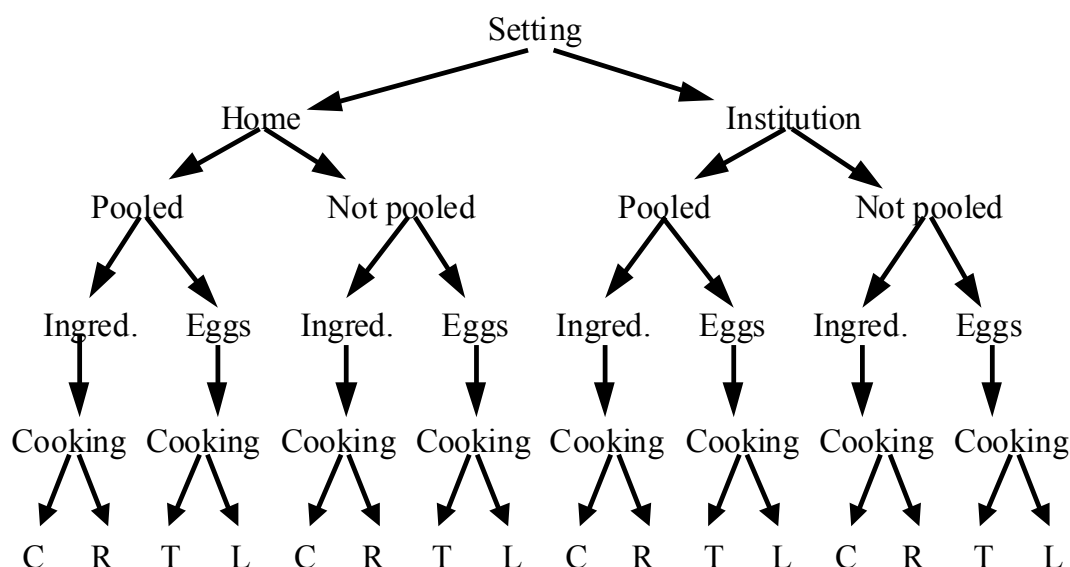 Setting
Home Institution
Pooled Not pooled Pooled Not pooled
Ingred. Eggs Ingred. Eggs Ingred. Eggs Ingred. Eggs
Cooking Cooking Cooking Cooking Cooking Cooking Cooking Cooking
C R T L C R T L C R T L C R T L